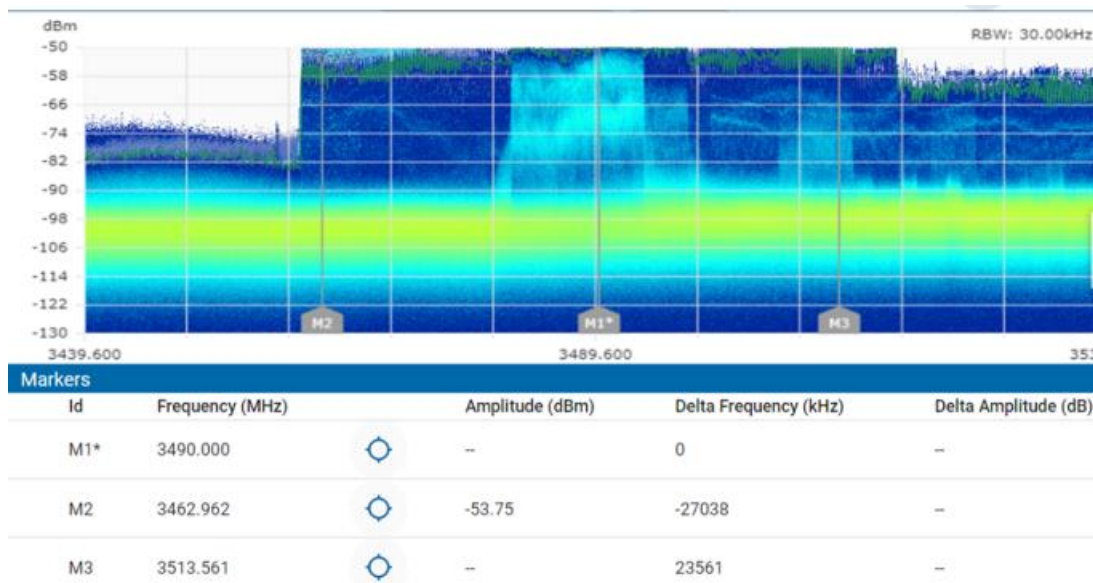 dBm
RBW: 30.00kHz
-50
-58
-66
-74
-82
-90
-98
-106
-114
-122
-130
M2 M1* M3
3439.600 3489.600 353
Markers
Id Frequency (MHz) Amplitude (dBm) Delta Frequency (kHz) Delta Amplitude (dB)
M1* 3490.000 -- 0 --
M2 3462.962 -53.75 -27038 --
M3 3513.561 -- 23561 --